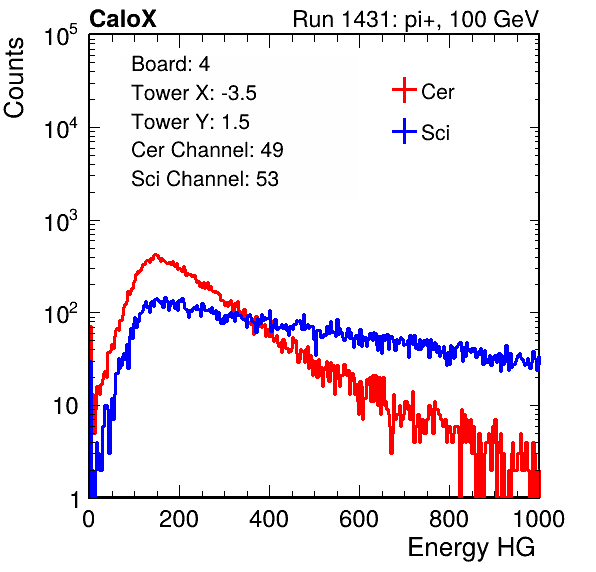 CaloX Run 1431: pi+, 100 GeV
Counts
Board: 4
Tower X: -3.5
Tower Y: 1.5
Cer Channel: 49
Sci Channel: 53
Cer
Sci
10^5
10^4
10^3
10^2
10
1
0 200 400 600 800 1000
Energy HG